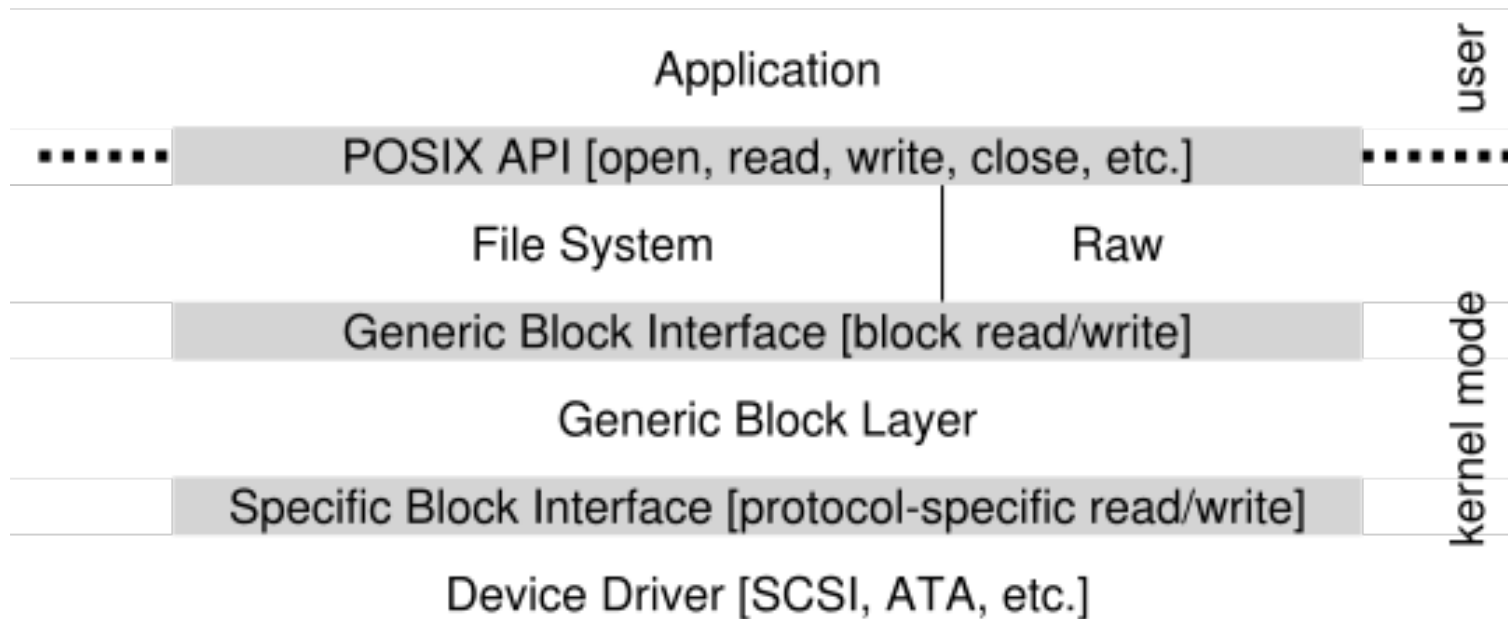 Application
user
POSIX API [open, read, write, close, etc.]
File System
Raw
Generic Block Interface [block read/write]
Generic Block Layer
kernel mode
Specific Block Interface [protocol-specific read/write]
Device Driver [SCSI, ATA, etc.]